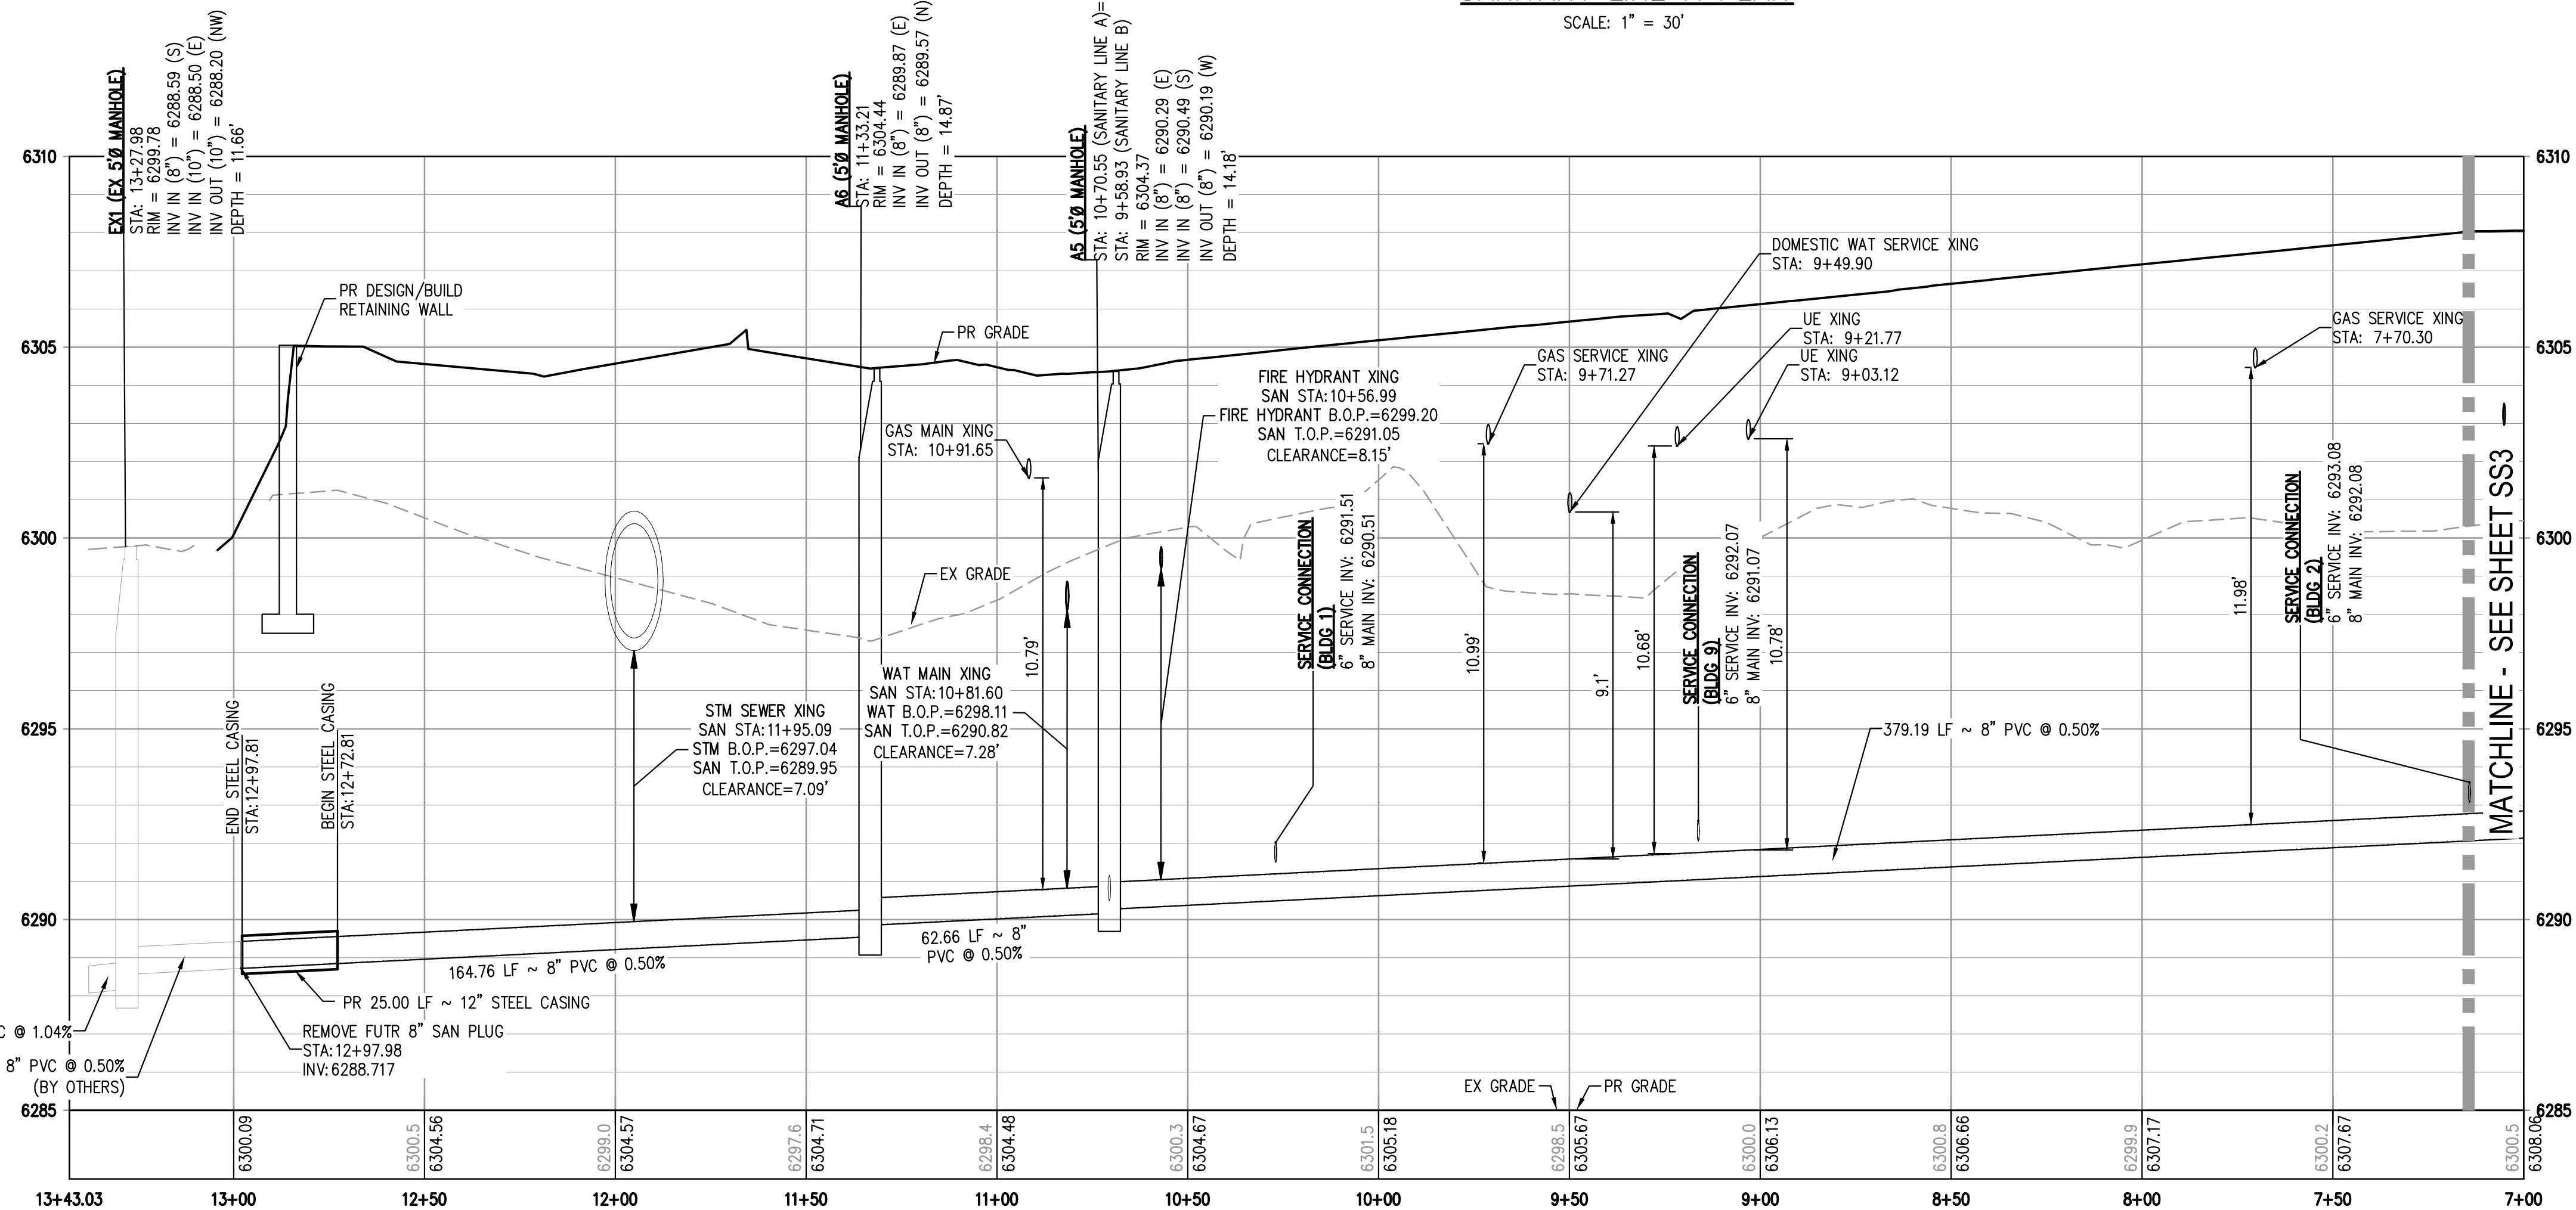 SCALE: 1" = 30'
EX1 (EX 5'Ø MANHOLE)
STA: 13+27.98
RIM = 6299.78
INV IN (8") = 6288.59 (S)
INV IN (10") = 6288.50 (E)
INV OUT (10") = 6288.20 (NW)
DEPTH = 11.66'
A6 (5'Ø MANHOLE)
STA: 11+33.21
RIM = 6304.44
INV IN (8") = 6289.87 (E)
INV OUT (8") = 6289.57 (N)
DEPTH = 14.87'
A5 (5'Ø MANHOLE)
STA: 10+70.55 (SANITARY LINE A)=
STA: 9+58.93 (SANITARY LINE B)
RIM = 6304.37
INV IN (8") = 6290.29 (E)
INV IN (8") = 6290.49 (S)
INV OUT (8") = 6290.19 (W)
DEPTH = 14.18'
6310
6305
6300
6295
6290
6285
6310
6305
6300
6295
6290
6285
PR DESIGN/BUILD
RETAINING WALL
PR GRADE
DOMESTIC WAT SERVICE XING
STA: 9+49.90
UE XING
STA: 9+21.77
UE XING
STA: 9+03.12
GAS SERVICE XING
STA: 7+70.30
GAS SERVICE XING
STA: 9+71.27
FIRE HYDRANT XING
SAN STA:10+56.99
FIRE HYDRANT B.O.P.=6299.20
SAN T.O.P.=6291.05
CLEARANCE=8.15'
GAS MAIN XING
STA: 10+91.65
EX GRADE
10.79'
WAT MAIN XING
SAN STA:10+81.60
WAT B.O.P.=6298.11
SAN T.O.P.=6290.82
CLEARANCE=7.28'
STM SEWER XING
SAN STA:11+95.09
STM B.O.P.=6297.04
SAN T.O.P.=6289.95
CLEARANCE=7.09'
SERVICE CONNECTION
(BLDG 1)
6" SERVICE INV: 6291.51
8" MAIN INV: 6290.51
10.99'
9.1'
10.68'
SERVICE CONNECTION
(BLDG 9)
6" SERVICE INV: 6292.07
8" MAIN INV: 6291.07
10.78'
11.98'
SERVICE CONNECTION
(BLDG 2)
6" SERVICE INV: 6293.08
8" MAIN INV: 6292.08
MATCHLINE - SEE SHEET SS3
379.19 LF ~ 8" PVC @ 0.50%
END STEEL CASING
STA:12+97.81
BEGIN STEEL CASING
STA:12+72.81
62.66 LF ~ 8"
PVC @ 0.50%
164.76 LF ~ 8" PVC @ 0.50%
PR 25.00 LF ~ 12" STEEL CASING
REMOVE FUTR 8" SAN PLUG
STA:12+97.98
INV:6288.717
C @ 1.04%
8" PVC @ 0.50%
(BY OTHERS)
EX GRADE
PR GRADE
6300.09
6300.5
6304.56
6299.0
6304.57
6297.6
6304.71
6298.4
6304.48
6300.3
6304.67
6301.5
6305.18
6298.5
6305.67
6300.0
6306.13
6300.8
6306.66
6299.9
6307.17
6300.2
6307.67
6300.5
6308.06
13+43.03
13+00
12+50
12+00
11+50
11+00
10+50
10+00
9+50
9+00
8+50
8+00
7+50
7+00